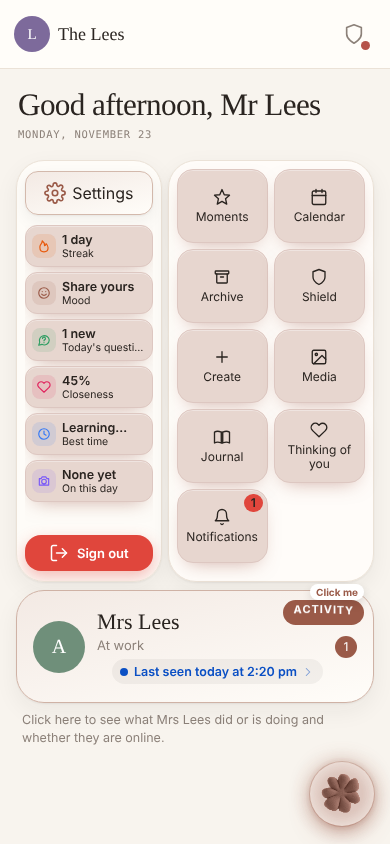 L
The Lees
Good afternoon, Mr Lees
MONDAY, NOVEMBER 23
Settings
1 day
Streak
Share yours
Mood
1 new
Today's questi...
45%
Closeness
Learning...
Best time
None yet
On this day
Sign out
Moments
Calendar
Archive
Shield
Create
Media
Journal
Thinking of
you
1
Notifications
Click me
ACTIVITY
A
Mrs Lees
At work
1
Last seen today at 2:20 pm
Click here to see what Mrs Lees did or is doing and
whether they are online.